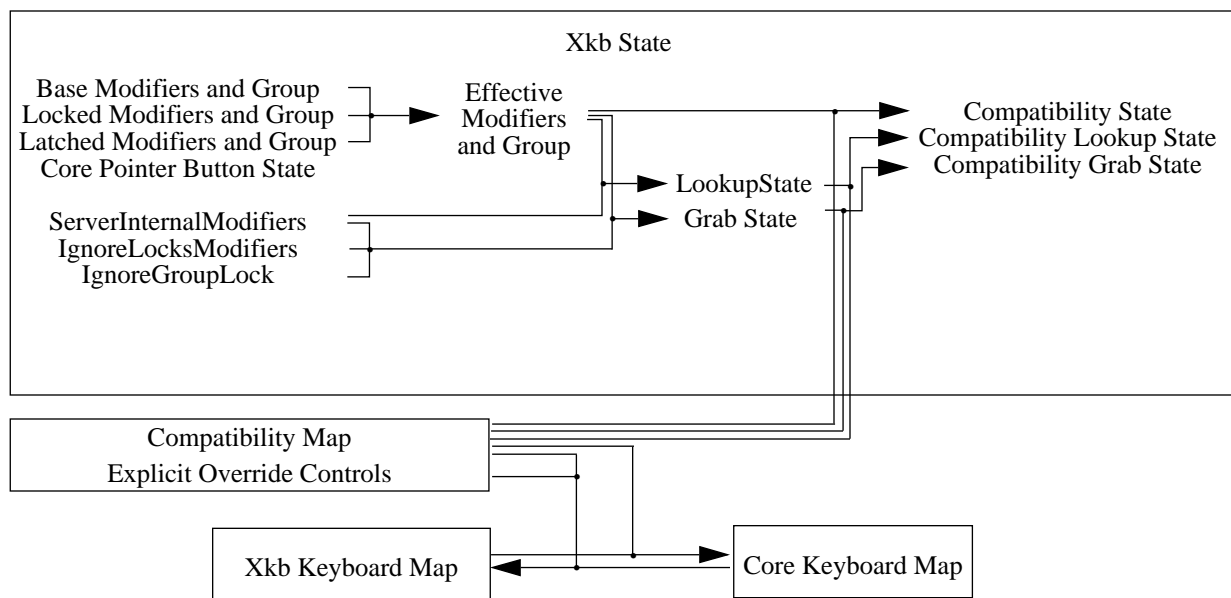 Xkb State
Base Modifiers and Group
Locked Modifiers and Group
Latched Modifiers and Group
Core Pointer Button State
ServerInternalModifiers
IgnoreLocksModifiers
IgnoreGroupLock
Effective
Modifiers
and Group
LookupState
Grab State
Compatibility State
Compatibility Lookup State
Compatibility Grab State
Compatibility Map
Explicit Override Controls
Xkb Keyboard Map
Core Keyboard Map